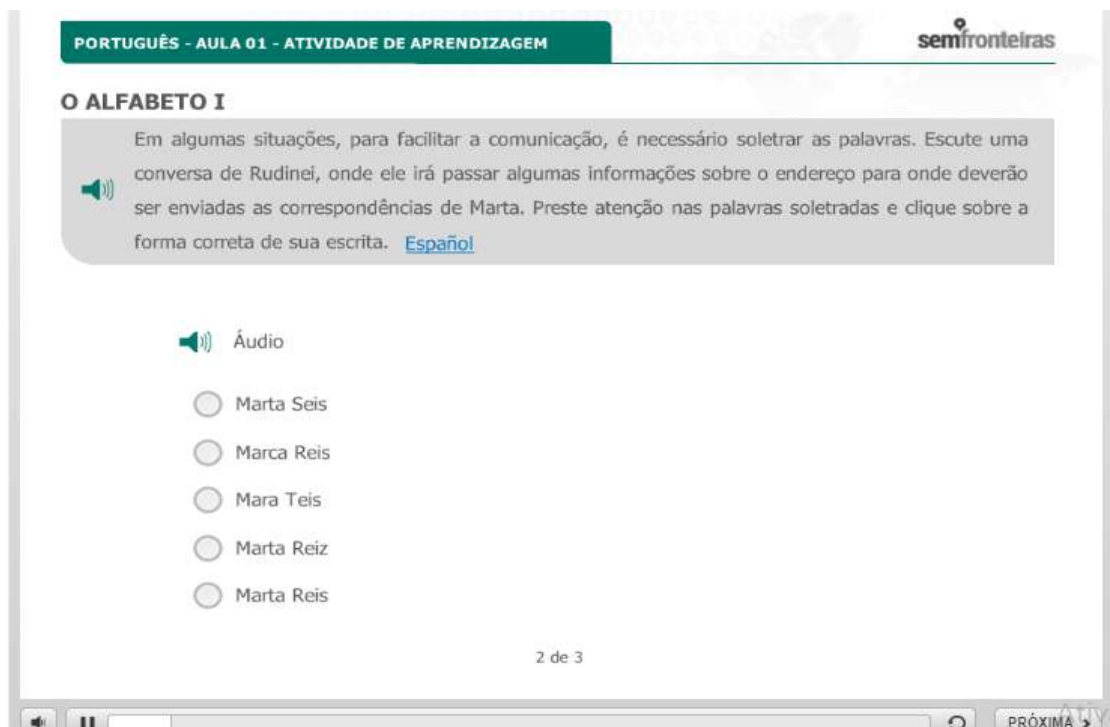 PORTUGUÊS - AULA 01 - ATIVIDADE DE APRENDIZAGEM
semfronteiras
O ALFABETO I
Em algumas situações, para facilitar a comunicação, é necessário soletrar as palavras. Escute uma
conversa de Rudinei, onde ele irá passar algumas informações sobre o endereço para onde deverão
ser enviadas as correspondências de Marta. Preste atenção nas palavras soletradas e clique sobre a
forma correta de sua escrita. Español
Áudio
Marta Seis
Marca Reis
Mara Teis
Marta Reiz
Marta Reis
2 de 3
PRÓXIMA
Ativ